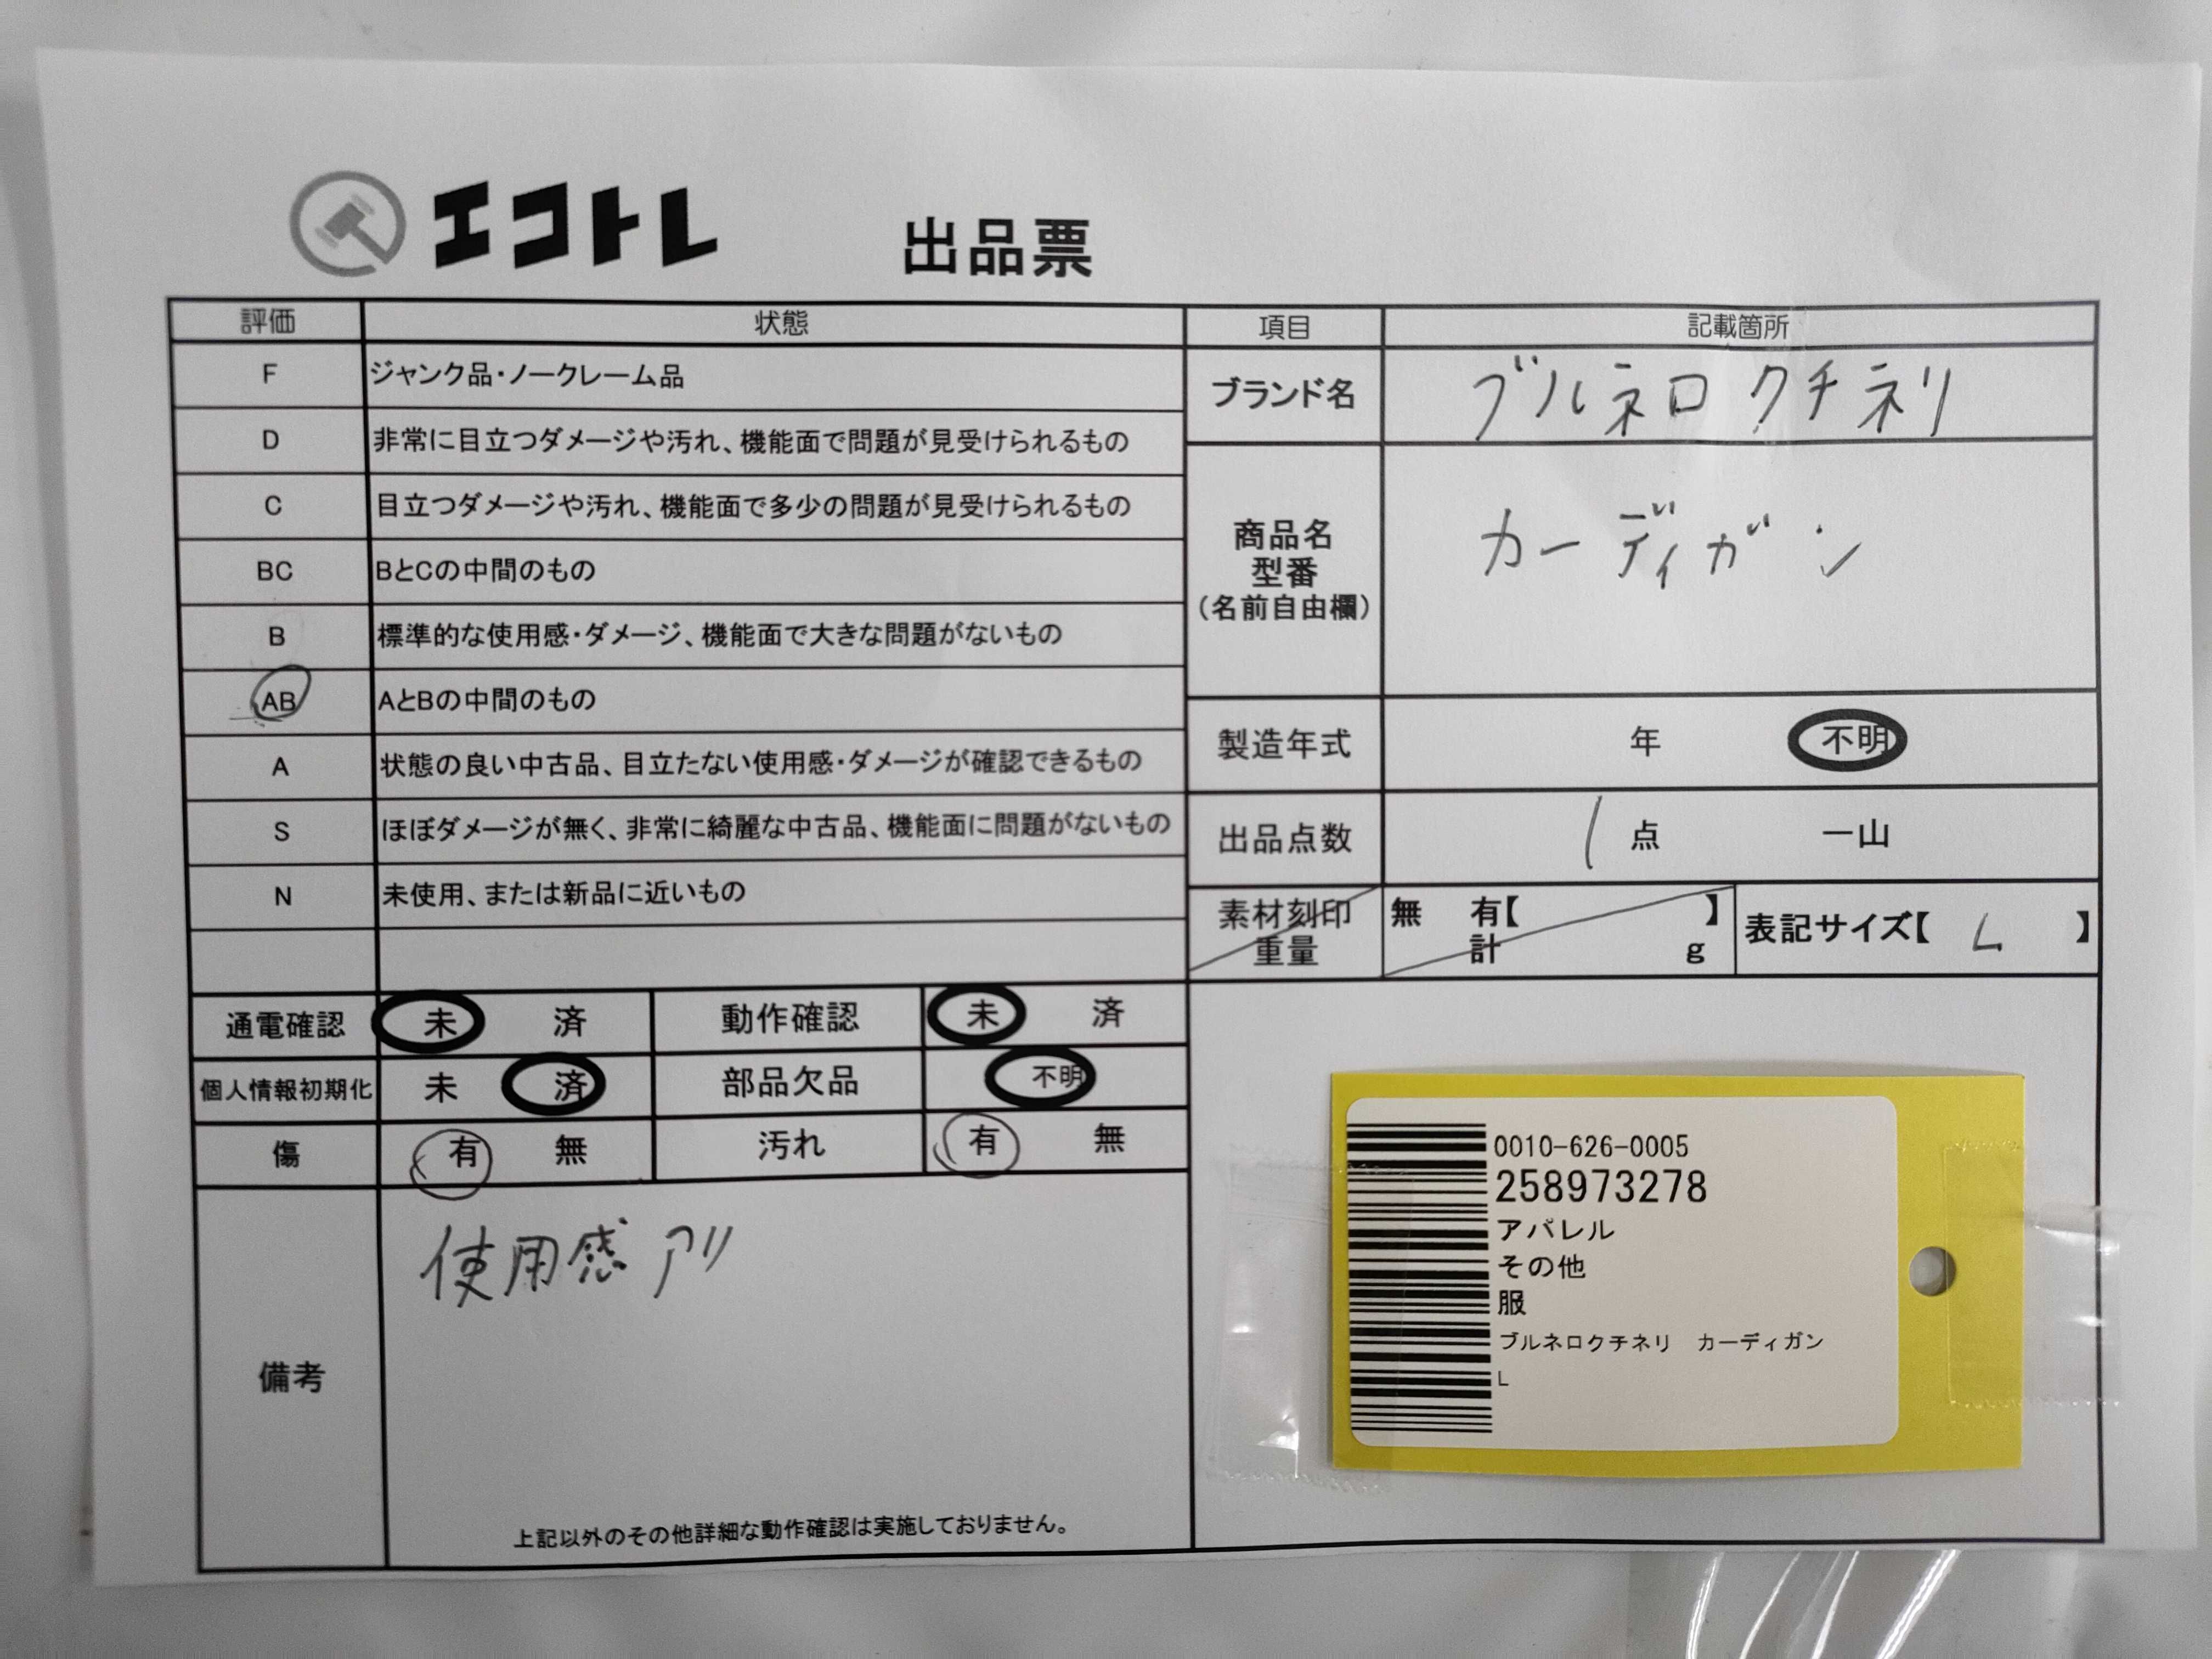 エコトレ 出品票
評価 状態 項目 記載箇所
F ジャンク品・ノークレーム品
D 非常に目立つダメージや汚れ、機能面で問題が見受けられるもの
C 目立つダメージや汚れ、機能面で多少の問題が見受けられるもの
BC BとCの中間のもの
B 標準的な使用感・ダメージ、機能面で大きな問題がないもの
AB AとBの中間のもの
A 状態の良い中古品、目立たない使用感・ダメージが確認できるもの
S ほぼダメージが無く、非常に綺麗な中古品、機能面に問題がないもの
N 未使用、または新品に近いもの
ブランド名 ブルネロクチネリ
商品名
型番
(名前自由欄)
カーディガン
製造年式 年 不明
出品点数 1 点 一山
素材刻印 無 有【 】
重量 計 g
表記サイズ【 L 】
通電確認 未 済 動作確認 未 済
個人情報初期化 未 済 部品欠品 不明
傷 有 無 汚れ 有 無
備考
使用感アリ
上記以外のその他詳細な動作確認は実施しておりません。
0010-626-0005
258973278
アパレル
その他
服
ブルネロクチネリ カーディガン
L